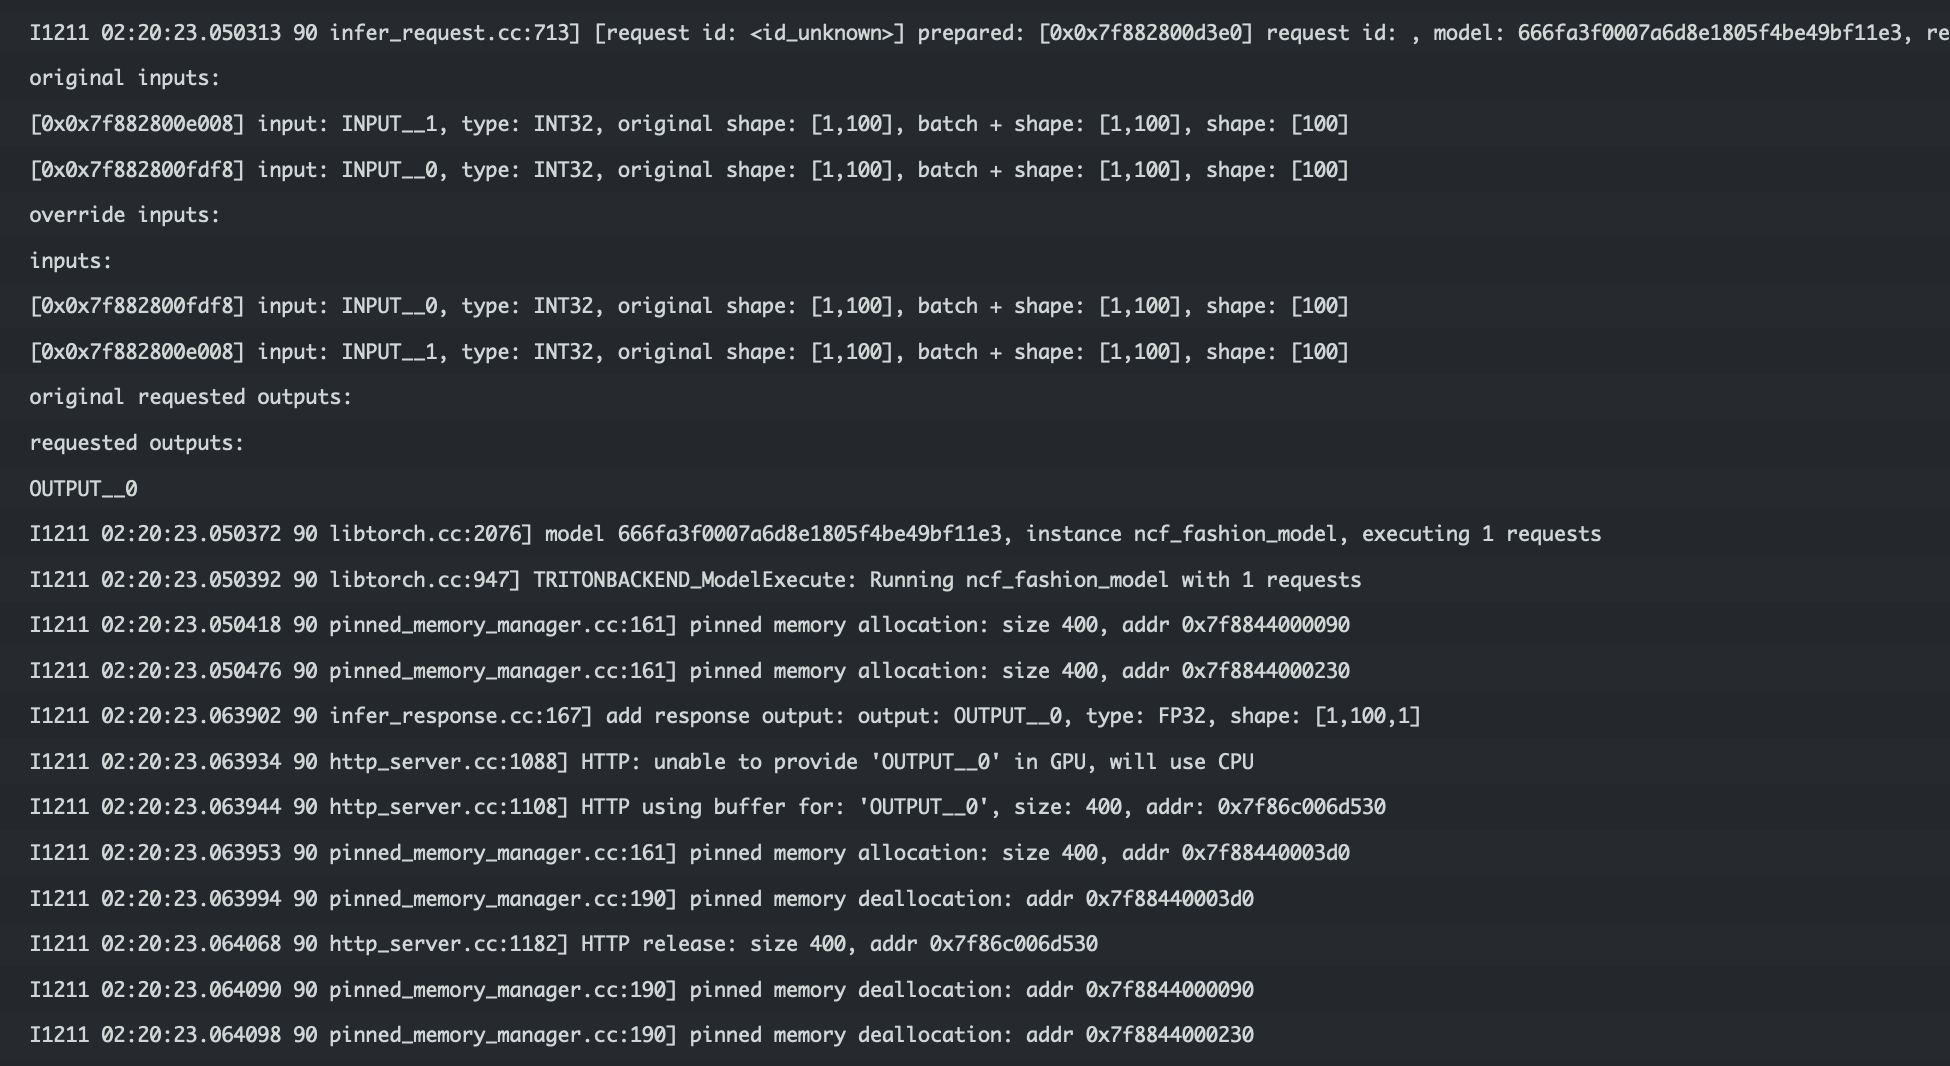 I1211 02:20:23.050313 90 infer_request.cc:713] [request id: <id_unknown>] prepared: [0x0x7f882800d3e0] request id: , model: 666fa3f0007a6d8e1805f4be49bf11e3, re
original inputs:
[0x0x7f882800e008] input: INPUT__1, type: INT32, original shape: [1,100], batch + shape: [1,100], shape: [100]
[0x0x7f882800fdf8] input: INPUT__0, type: INT32, original shape: [1,100], batch + shape: [1,100], shape: [100]
override inputs:
inputs:
[0x0x7f882800fdf8] input: INPUT__0, type: INT32, original shape: [1,100], batch + shape: [1,100], shape: [100]
[0x0x7f882800e008] input: INPUT__1, type: INT32, original shape: [1,100], batch + shape: [1,100], shape: [100]
original requested outputs:
requested outputs:
OUTPUT__0
I1211 02:20:23.050372 90 libtorch.cc:2076] model 666fa3f0007a6d8e1805f4be49bf11e3, instance ncf_fashion_model, executing 1 requests
I1211 02:20:23.050392 90 libtorch.cc:947] TRITONBACKEND_ModelExecute: Running ncf_fashion_model with 1 requests
I1211 02:20:23.050418 90 pinned_memory_manager.cc:161] pinned memory allocation: size 400, addr 0x7f8844000090
I1211 02:20:23.050476 90 pinned_memory_manager.cc:161] pinned memory allocation: size 400, addr 0x7f8844000230
I1211 02:20:23.063902 90 infer_response.cc:167] add response output: output: OUTPUT__0, type: FP32, shape: [1,100,1]
I1211 02:20:23.063934 90 http_server.cc:1088] HTTP: unable to provide 'OUTPUT__0' in GPU, will use CPU
I1211 02:20:23.063944 90 http_server.cc:1108] HTTP using buffer for: 'OUTPUT__0', size: 400, addr: 0x7f86c006d530
I1211 02:20:23.063953 90 pinned_memory_manager.cc:161] pinned memory allocation: size 400, addr 0x7f88440003d0
I1211 02:20:23.063994 90 pinned_memory_manager.cc:190] pinned memory deallocation: addr 0x7f88440003d0
I1211 02:20:23.064068 90 http_server.cc:1182] HTTP release: size 400, addr 0x7f86c006d530
I1211 02:20:23.064090 90 pinned_memory_manager.cc:190] pinned memory deallocation: addr 0x7f8844000090
I1211 02:20:23.064098 90 pinned_memory_manager.cc:190] pinned memory deallocation: addr 0x7f8844000230